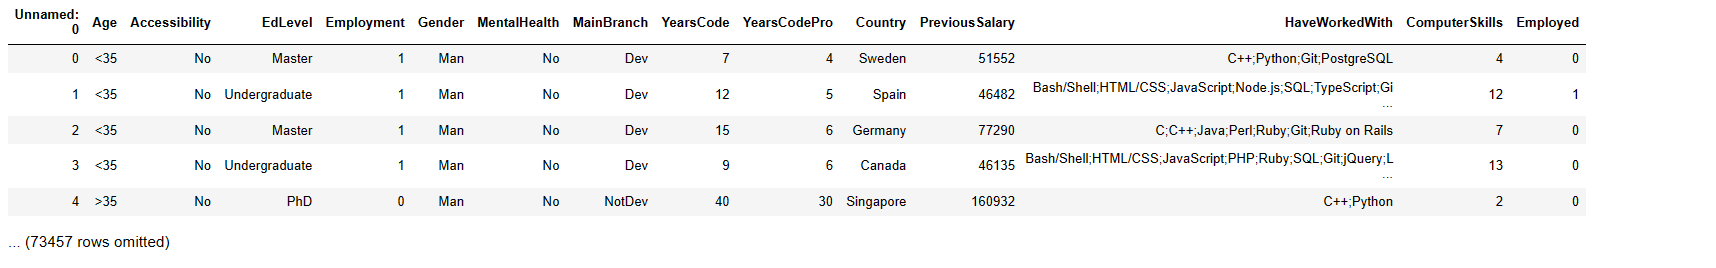 Unnamed: 0 Age Accessibility EdLevel Employment Gender MentalHealth MainBranch YearsCode YearsCodePro Country PreviousSalary HaveWorkedWith ComputerSkills Employed
0 <35 No Master 1 Man No Dev 7 4 Sweden 51552 C++;Python;Git;PostgreSQL 4 0
1 <35 No Undergraduate 1 Man No Dev 12 5 Spain 46482 Bash/Shell;HTML/CSS;JavaScript;Node.js;SQL;TypeScript;Gi ... 12 1
2 <35 No Master 1 Man No Dev 15 6 Germany 77290 C;C++;Java;Perl;Ruby;Git;Ruby on Rails 7 0
3 <35 No Undergraduate 1 Man No Dev 9 6 Canada 46135 Bash/Shell;HTML/CSS;JavaScript;PHP;Ruby;SQL;Git;jQuery;L ... 13 0
4 >35 No PhD 0 Man No NotDev 40 30 Singapore 160932 C++;Python 2 0
... (73457 rows omitted)